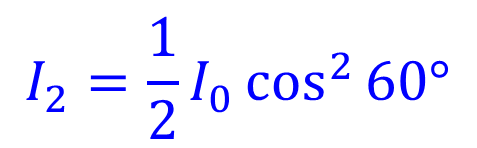 I₂ = ½ I₀ cos² 60°